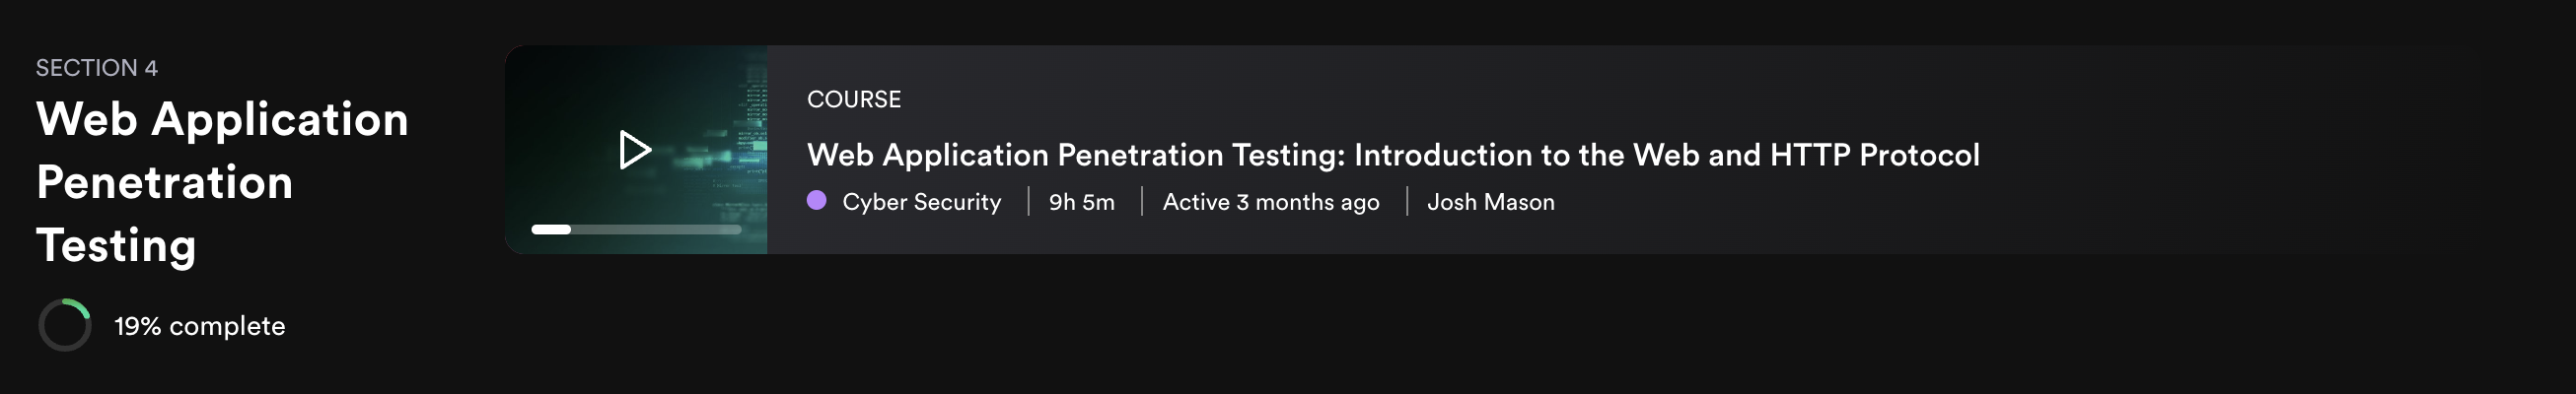 SECTION 4
Web Application
Penetration
Testing
19% complete
COURSE
Web Application Penetration Testing: Introduction to the Web and HTTP Protocol
Cyber Security | 9h 5m | Active 3 months ago | Josh Mason